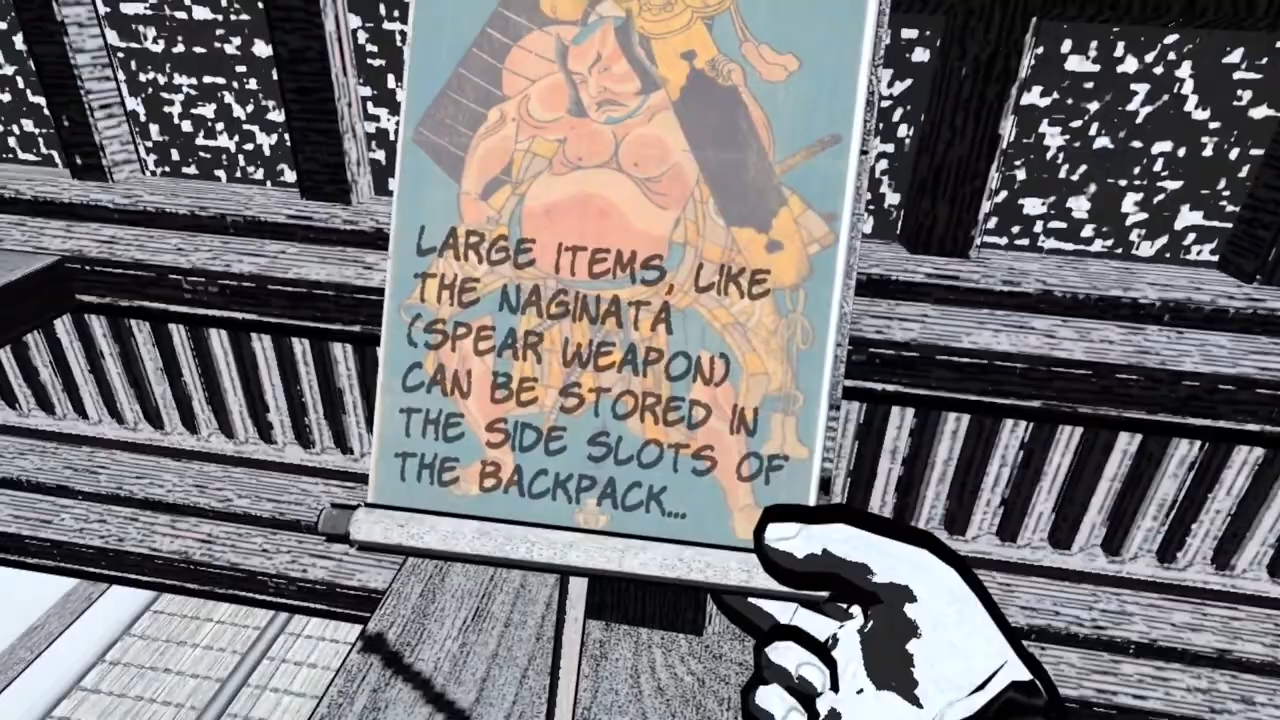 LARGE ITEMS, LIKE
THE NAGINATA
(SPEAR WEAPON)
CAN BE STORED IN
THE SIDE SLOTS OF
THE BACKPACK...